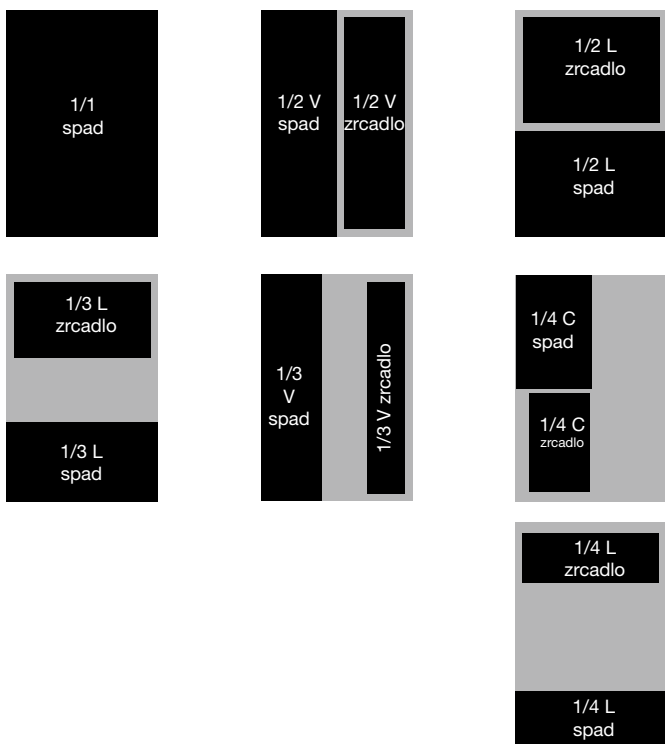 1/1
spad
1/2 V
spad
1/2 V
zrcadlo
1/2 L
zrcadlo
1/2 L
spad
1/3 L
zrcadlo
1/3 L
spad
1/3
V
spad
1/3 V zrcadlo
1/4 C
spad
1/4 C
zrcadlo
1/4 L
zrcadlo
1/4 L
spad